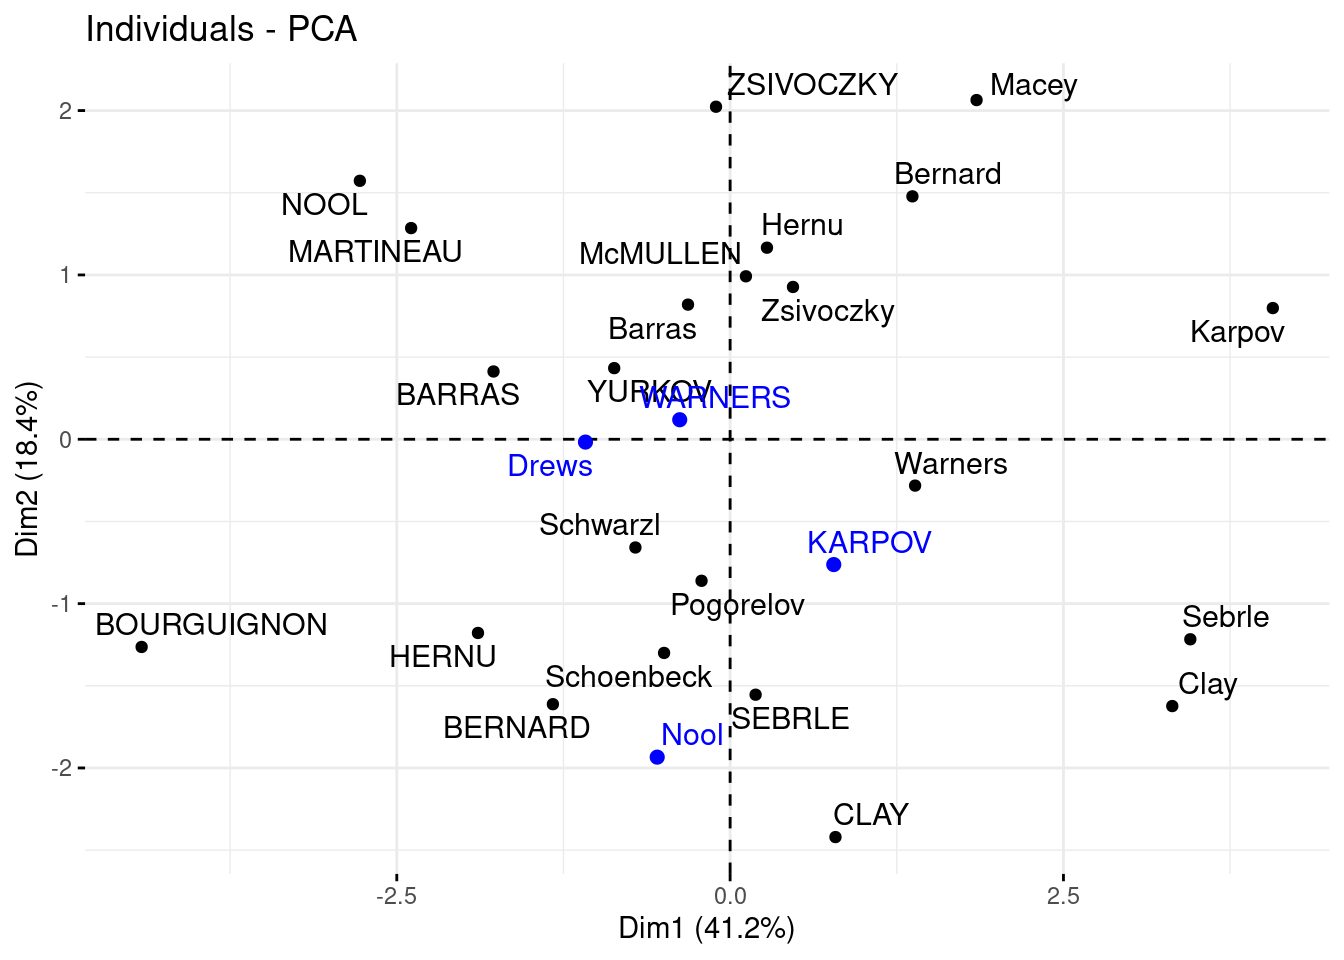 Individuals - PCA
ZSIVOCZKY
Macey
2
Bernard
NOOL
Hernu
MARTINEAU
McMULLEN
1
Zsivoczky
Barras
Karpov
BARRAS
YURKOV
WARNERS
0
Drews
Warners
Schwarzl
KARPOV
-1
Pogorelov
BOURGUIGNON
Sebrle
HERNU
Schoenbeck
Clay
BERNARD
SEBRLE
Nool
-2
CLAY
-2.5
0.0
2.5
Dim1 (41.2%)
Dim2 (18.4%)